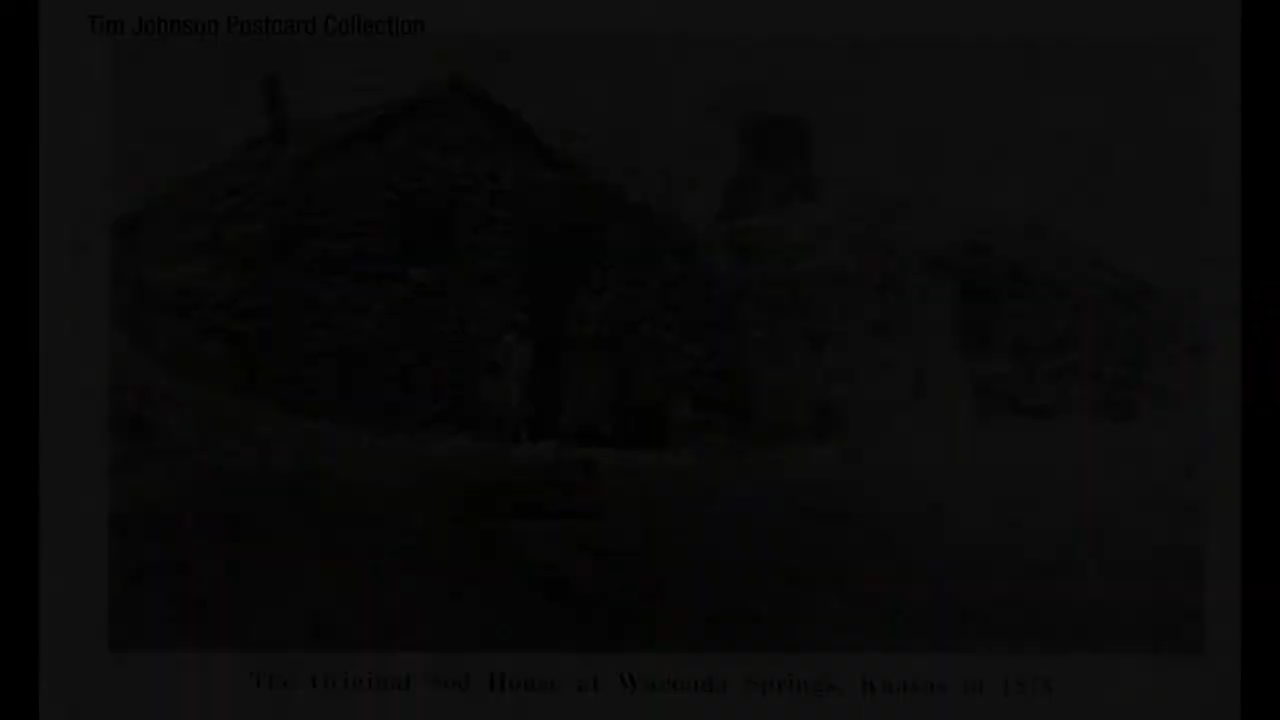 Tim Johnson Postcard Collection
The Original Sod House at Waconda Springs, Kansas in